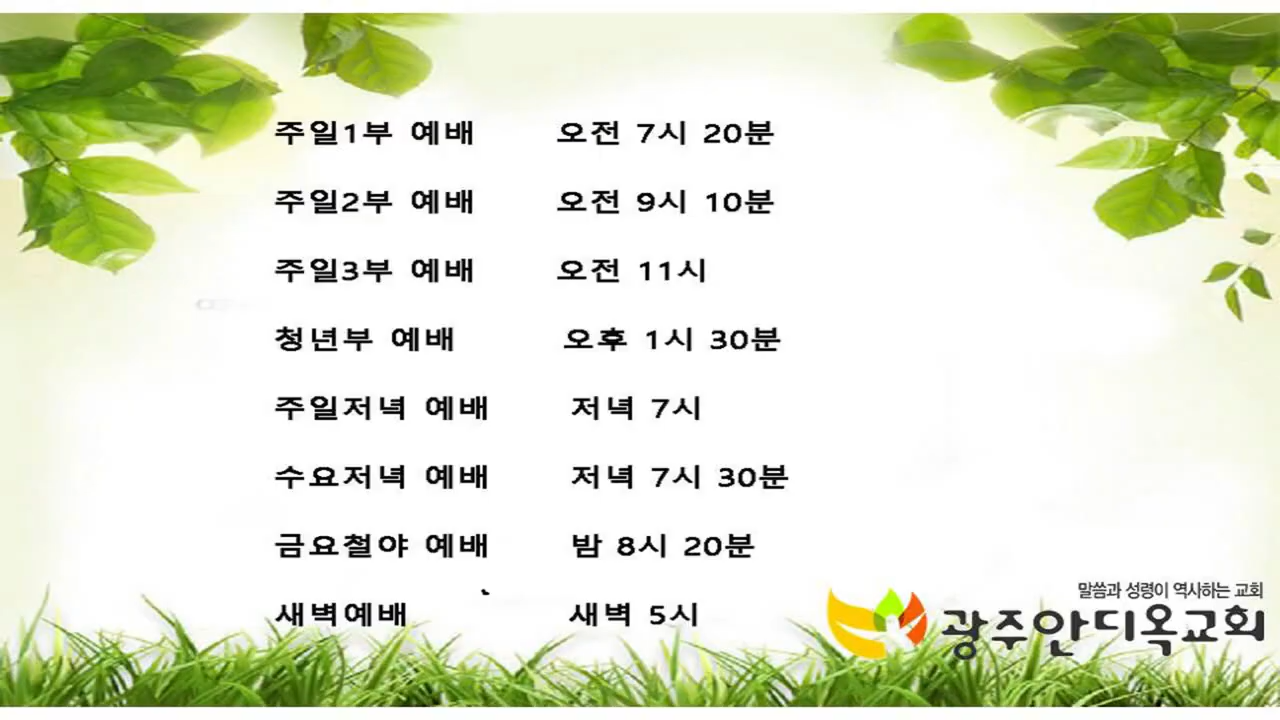 주일1부 예배 오전 7시 20분
주일2부 예배 오전 9시 10분
주일3부 예배 오전 11시
청년부 예배 오후 1시 30분
주일저녁 예배 저녁 7시
수요저녁 예배 저녁 7시 30분
금요철야 예배 밤 8시 20분
새벽예배 새벽 5시
말씀과 성령이 역사하는 교회
광주안디옥교회